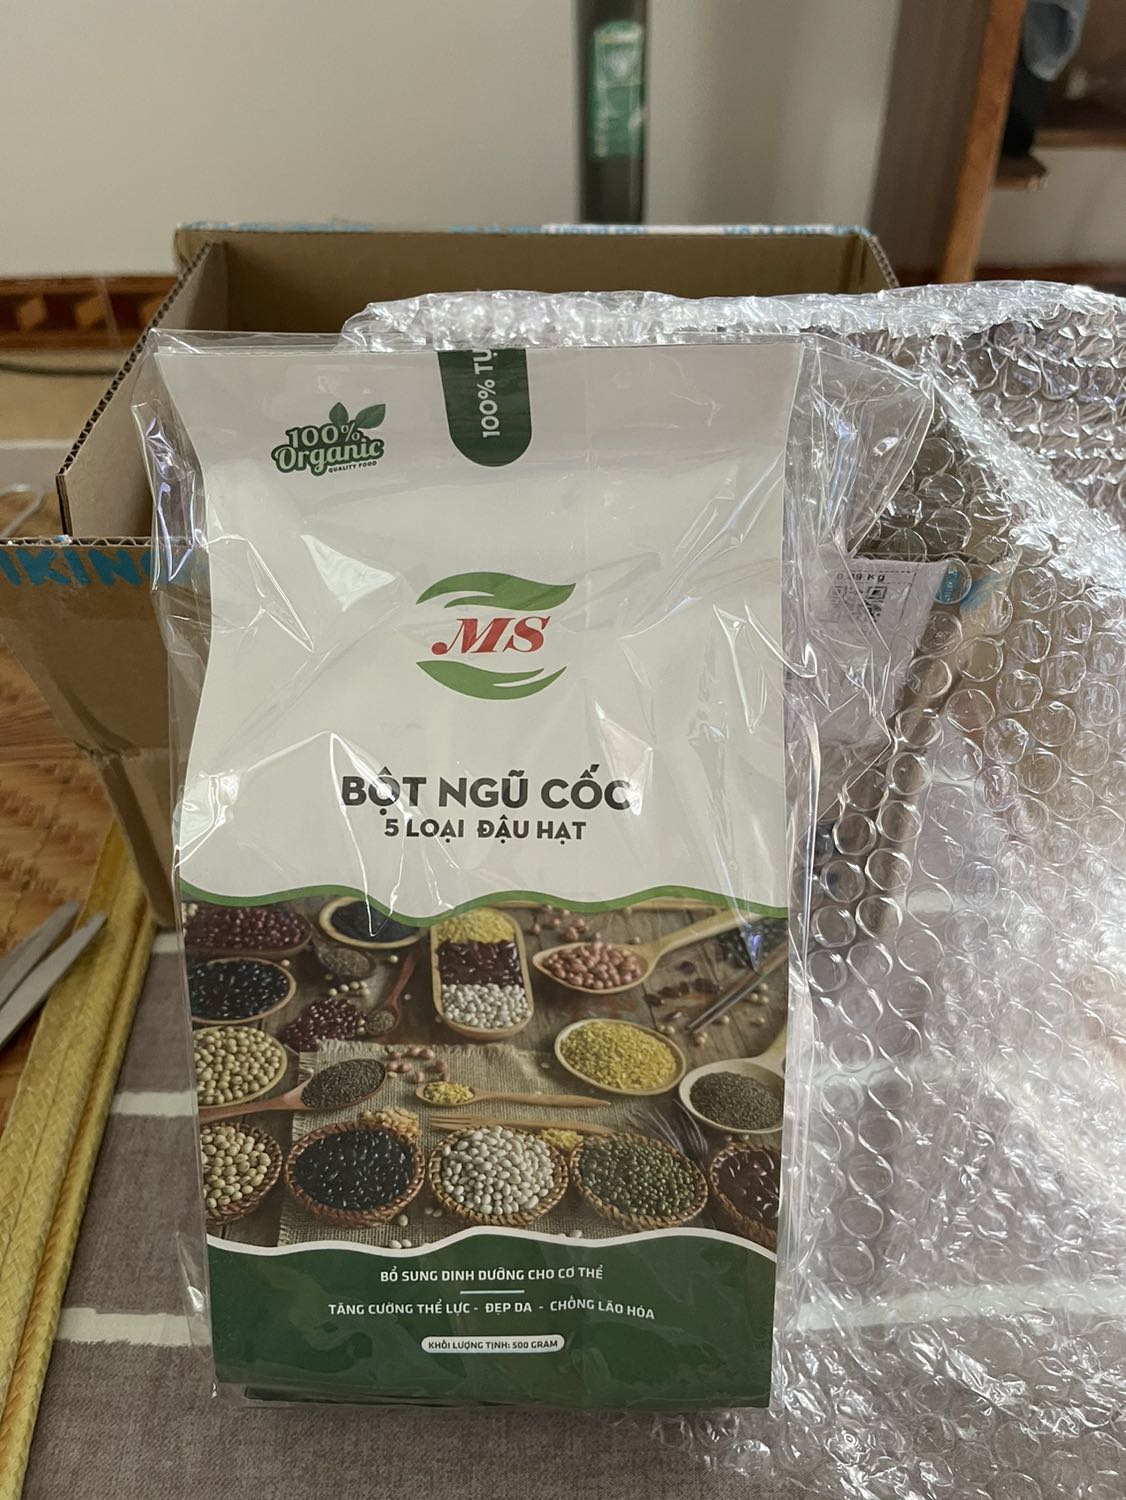 100% TỰ
100%
Organic
QUALITY FOOD
MS
BỘT NGŨ CỐC
5 LOẠI ĐẬU HẠT
BỔ SUNG DINH DƯỠNG CHO CƠ THỂ
TĂNG CƯỜNG THỂ LỰC - ĐẸP DA - CHỐNG LÃO HÓA
KHỐI LƯỢNG TỊNH: 500 GRAM